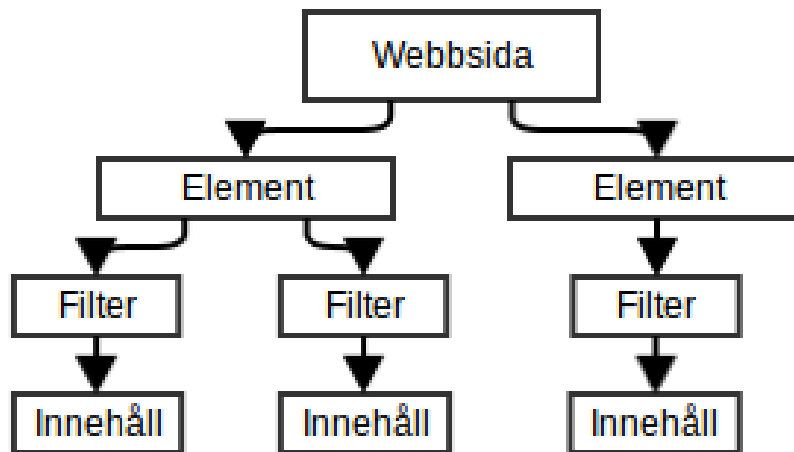 Webbsida
Element
Element
Filter
Filter
Filter
Innehåll
Innehåll
Innehåll